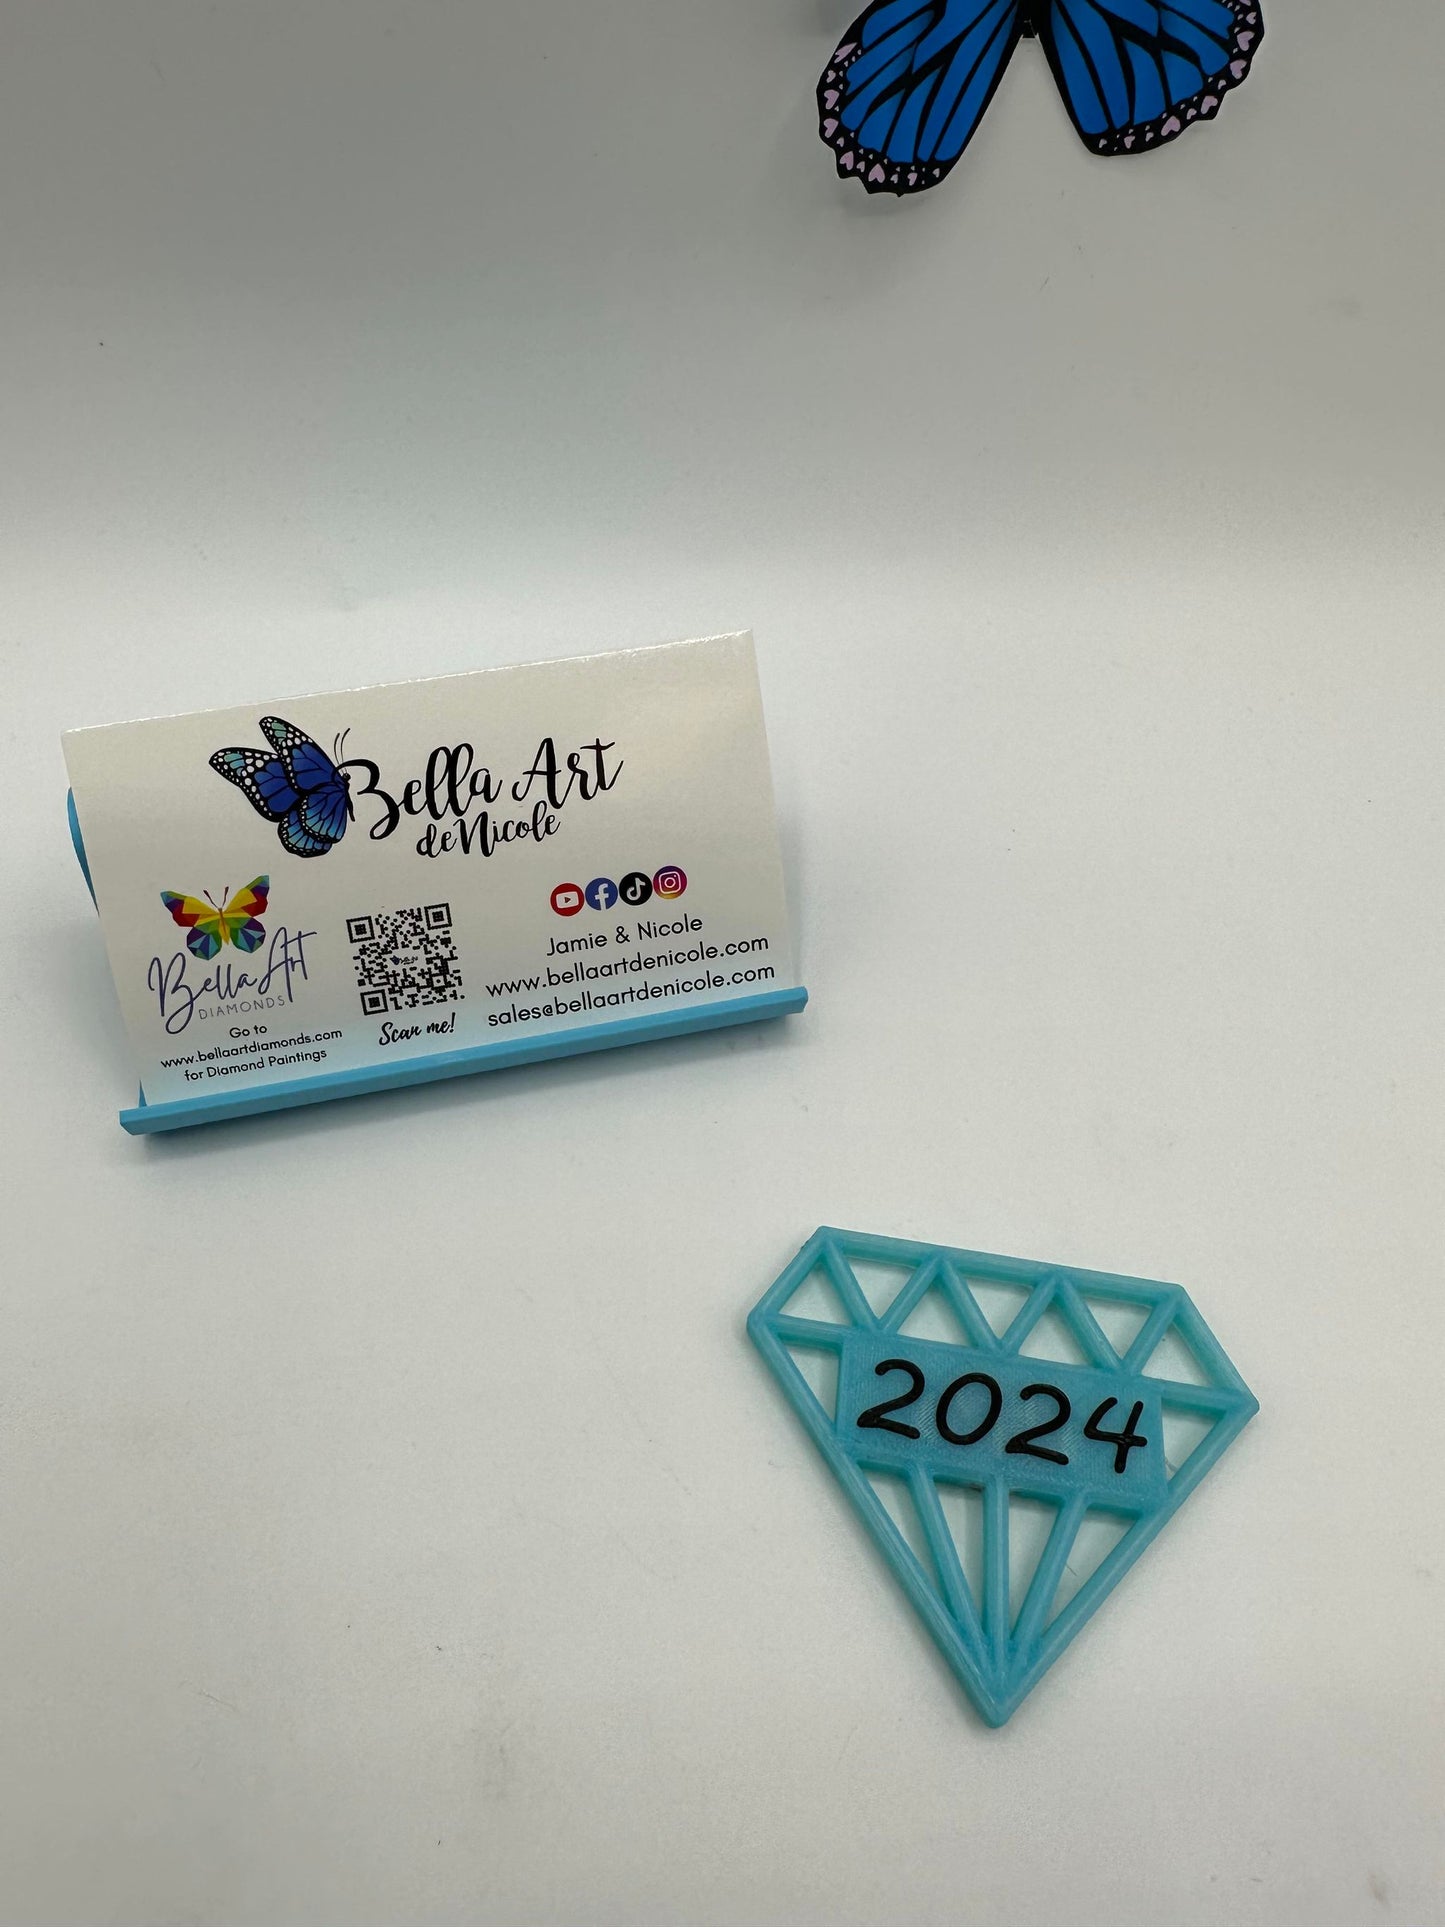 Bella Art
deNicole
Bella Art
DIAMONDS
Go to
www.bellaartdiamonds.com
for Diamond Paintings
Scan me!
Jamie & Nicole
www.bellaartdenicole.com
sales@bellaartdenicole.com
2024